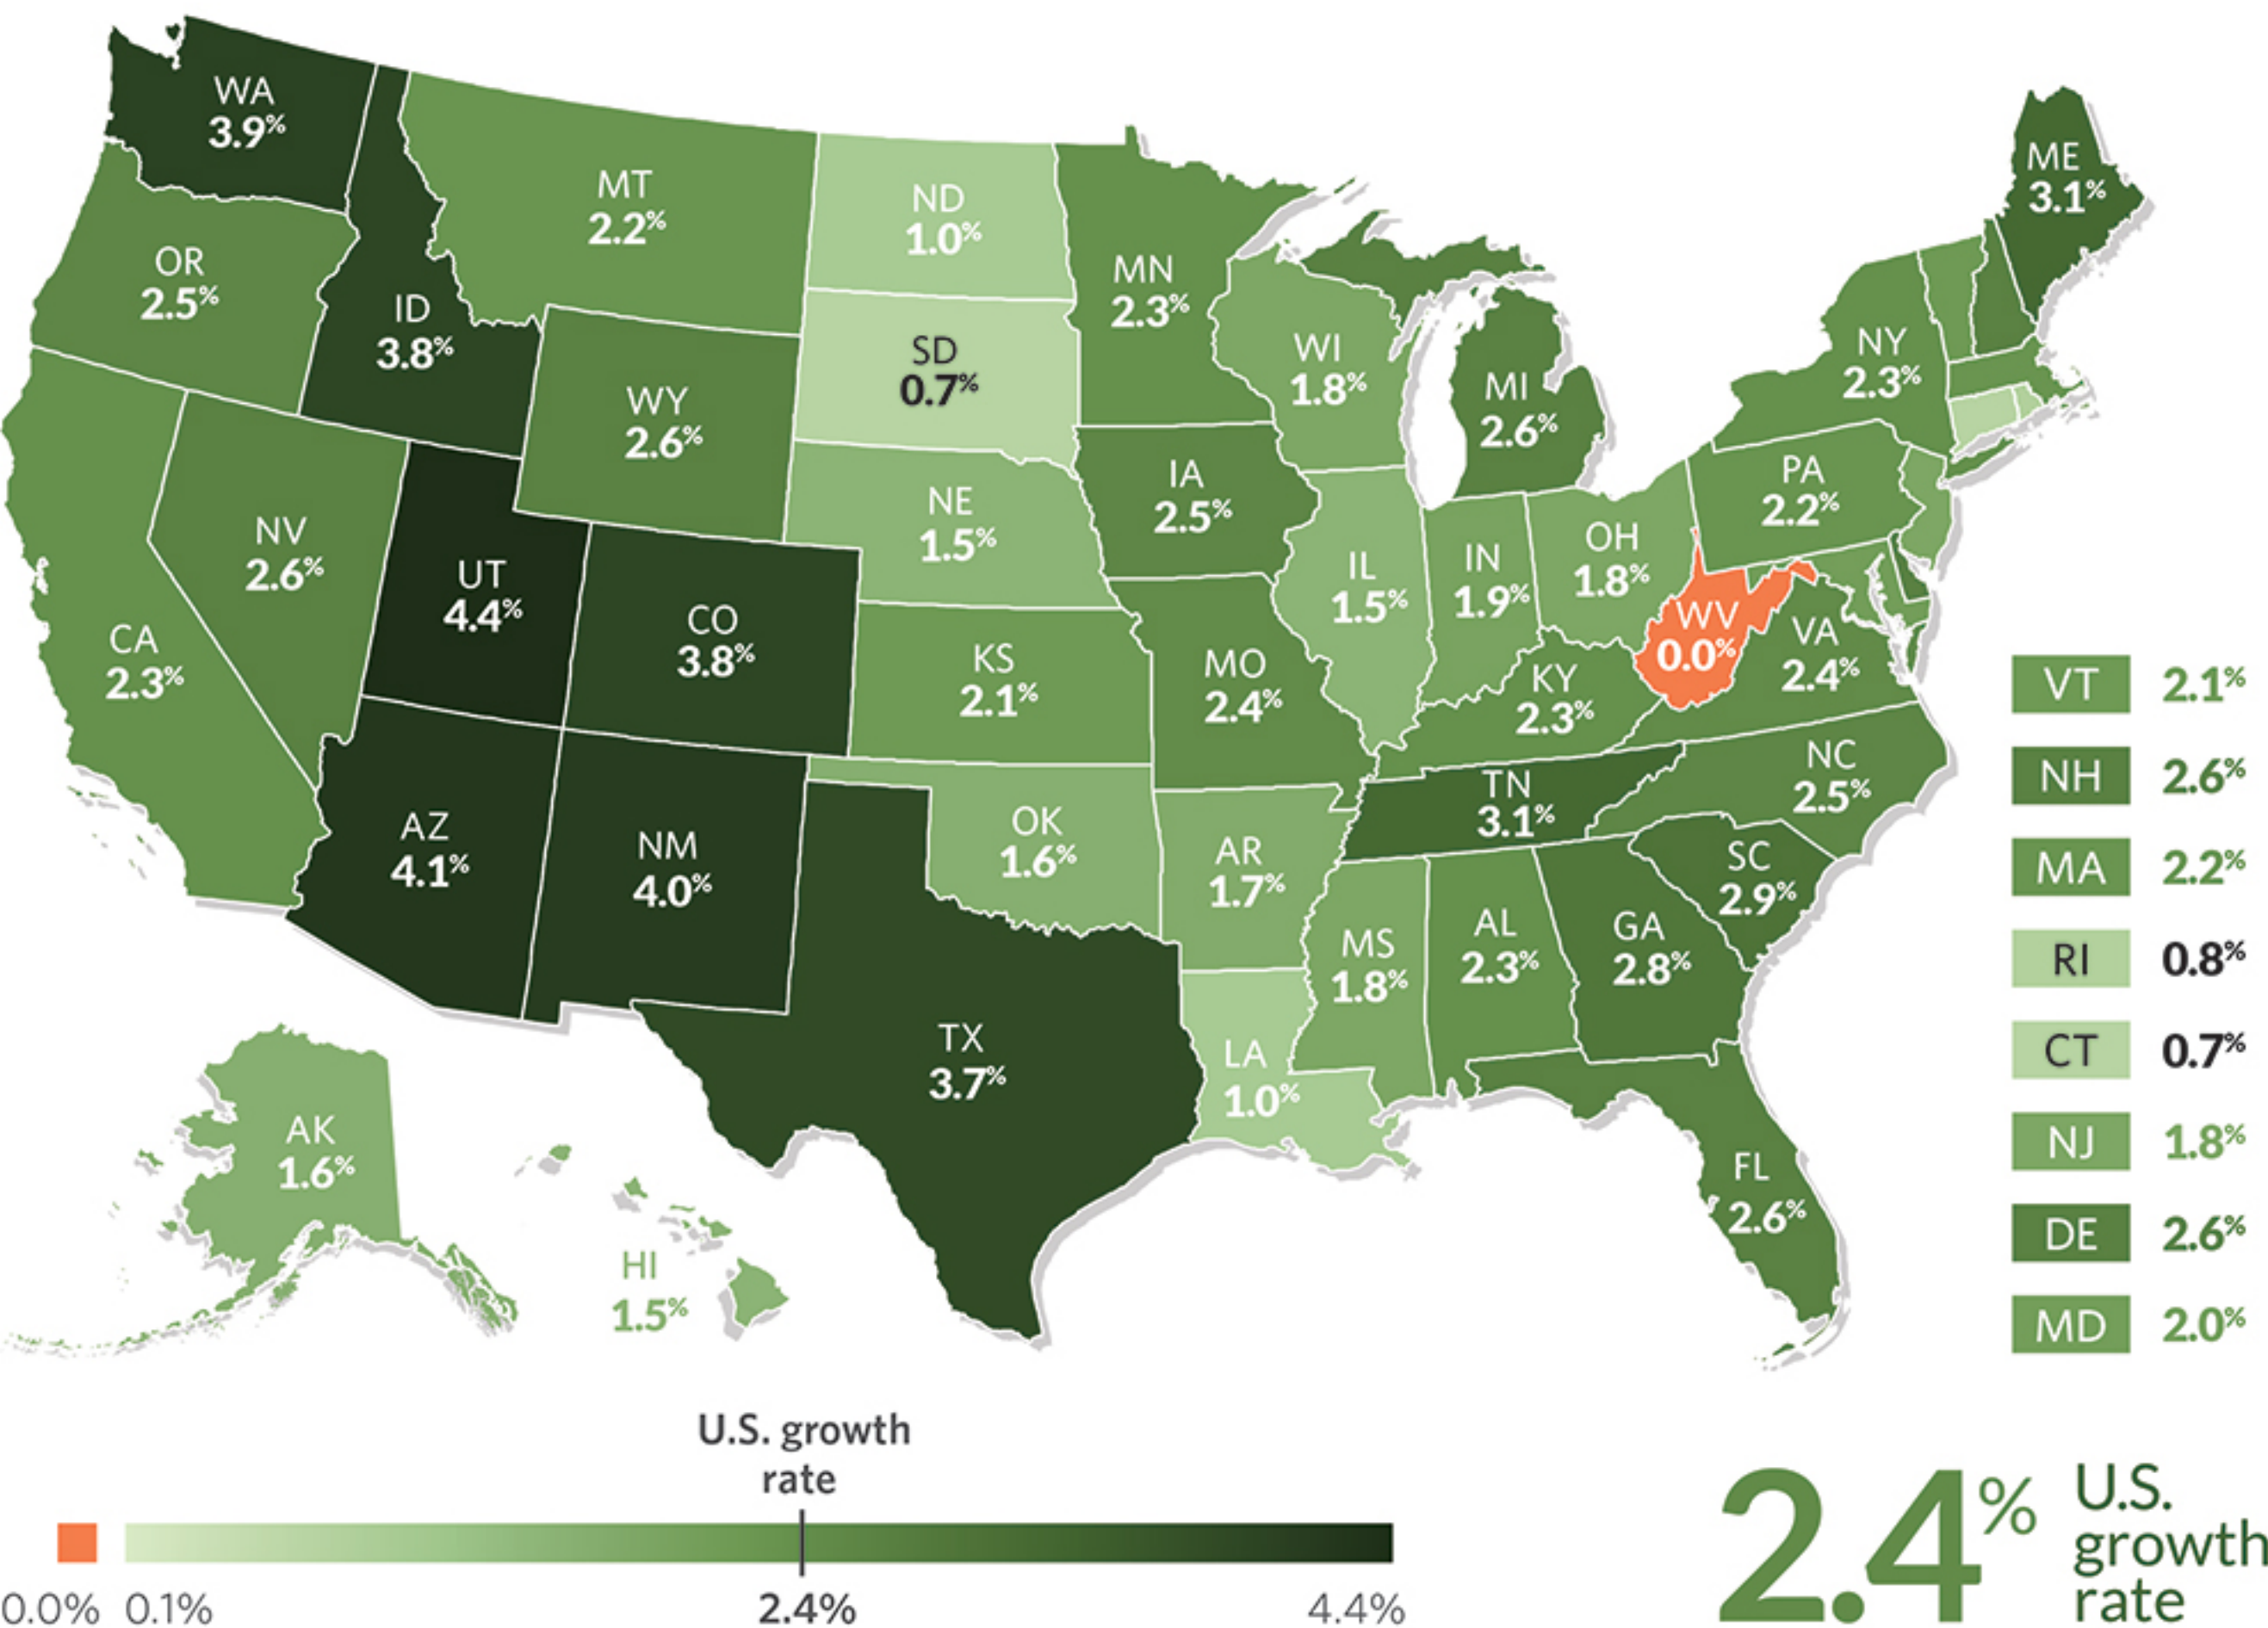 WA
3.9%
MT
2.2%
ND
1.0%
ME
3.1%
OR
2.5%
ID
3.8%
MN
2.3%
SD
0.7%
WI
1.8%
NY
2.3%
WY
2.6%
MI
2.6%
NE
1.5%
IA
2.5%
PA
2.2%
NV
2.6%
UT
4.4%
IL
1.5%
IN
1.9%
OH
1.8%
CA
2.3%
CO
3.8%
KS
2.1%
MO
2.4%
KY
2.3%
WV
0.0%
VA
2.4%
NC
2.5%
TN
3.1%
AZ
4.1%
NM
4.0%
OK
1.6%
AR
1.7%
SC
2.9%
MS
1.8%
AL
2.3%
GA
2.8%
TX
3.7%
LA
1.0%
FL
2.6%
AK
1.6%
HI
1.5%
VT 2.1%
NH 2.6%
MA 2.2%
RI 0.8%
CT 0.7%
NJ 1.8%
DE 2.6%
MD 2.0%
U.S. growth
rate
0.0% 0.1% 2.4% 4.4%
2.4%
U.S.
growth
rate